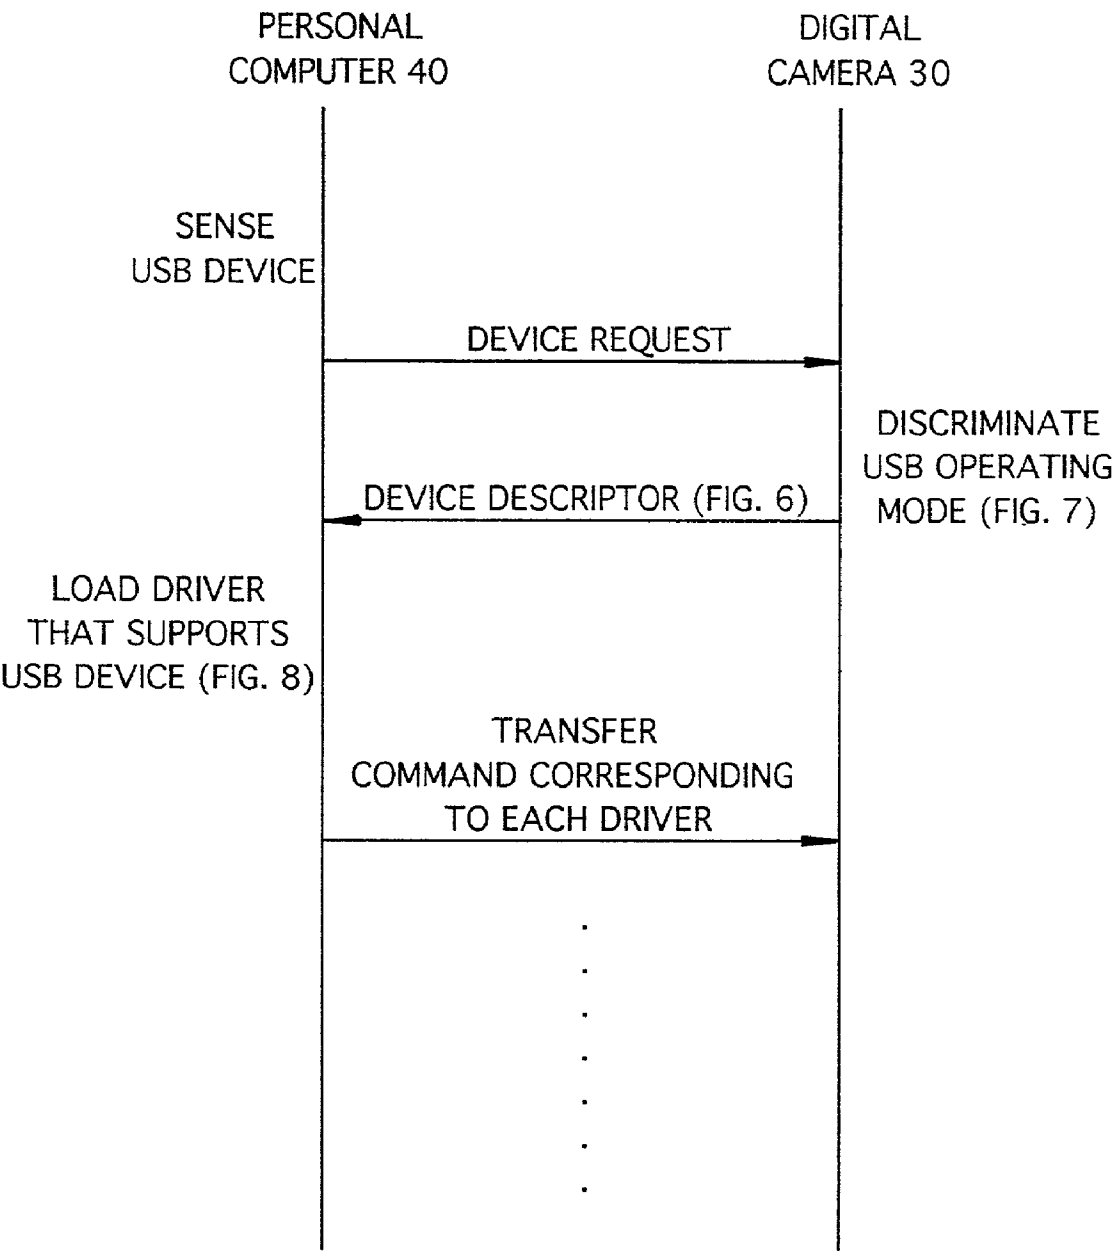 PERSONAL
COMPUTER 40
DIGITAL
CAMERA 30
SENSE
USB DEVICE
DEVICE REQUEST
DISCRIMINATE
USB OPERATING
MODE (FIG. 7)
DEVICE DESCRIPTOR (FIG. 6)
LOAD DRIVER
THAT SUPPORTS
USB DEVICE (FIG. 8)
TRANSFER
COMMAND CORRESPONDING
TO EACH DRIVER